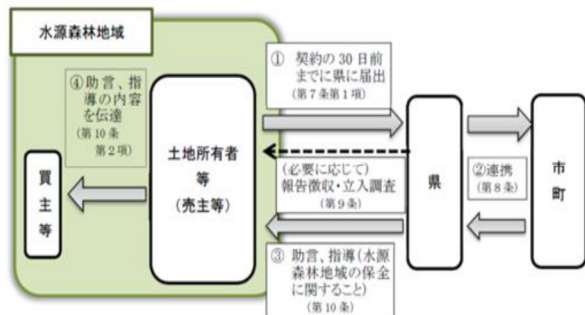 水源森林地域
④助言、指
導の内容
を伝達
(第10条
第2項)
買主等
土地所有者
等
(売主等)
① 契約の30日前
までに県に届出
(第7条第1項)
(必要に応じて)
報告徴収・立入調査
(第9条)
③ 助言、指導(水源
森林地域の保全
に関すること)
(第10条)
県
②連携
(第8条)
市町